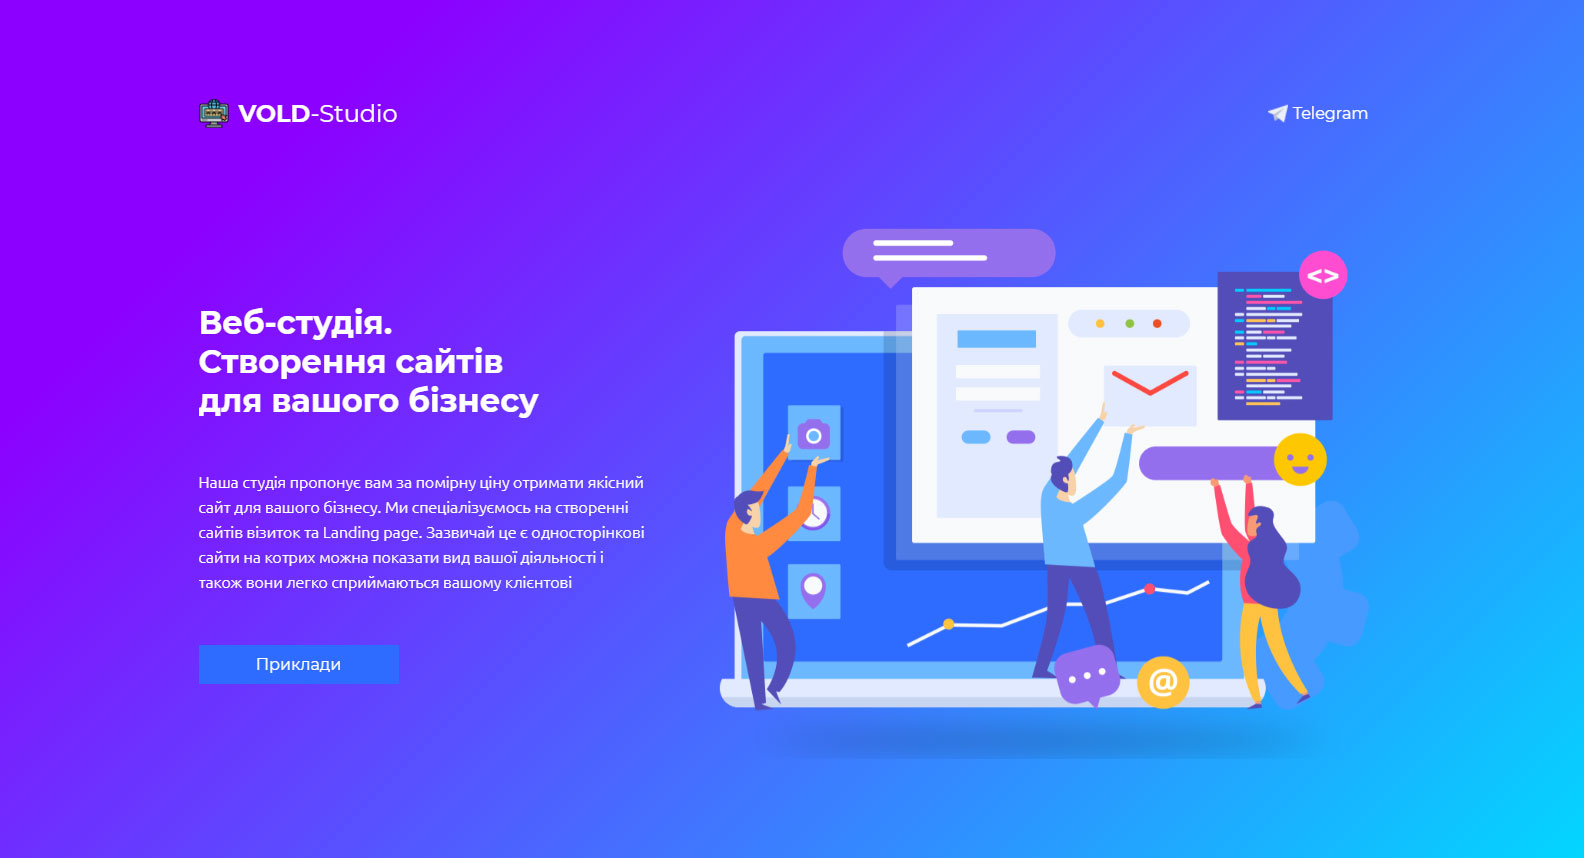 VOLD-Studio
Telegram
Веб-студія.
Створення сайтів
для вашого бізнесу
Наша студія пропонує вам за помірну ціну отримати якісний
сайт для вашого бізнесу. Ми спеціалізуємось на створенні
сайтів візиток та Landing page. Зазвичай це є односторінкові
сайти на котрих можна показати вид вашої діяльності і
також вони легко сприймаються вашому клієнтові
Приклади
<>
@